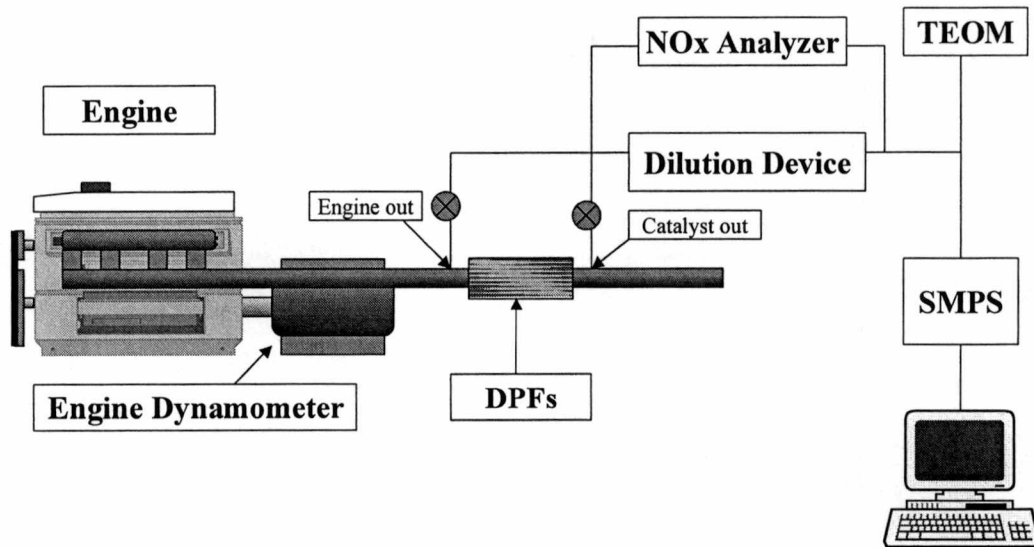 NOx Analyzer
TEOM
Engine
Dilution Device
Engine out
Catalyst out
SMPS
Engine Dynamometer
DPFs